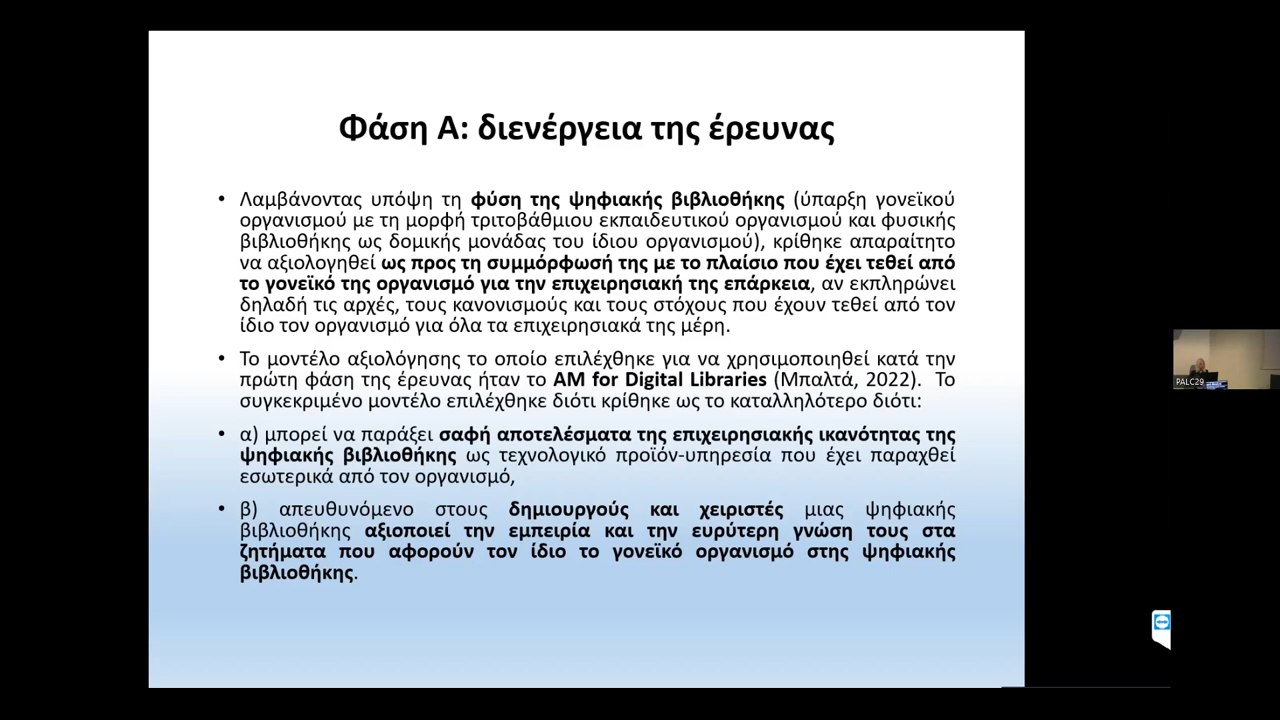 Φάση Α: διενέργεια της έρευνας
• Λαμβάνοντας υπόψη τη φύση της ψηφιακής βιβλιοθήκης (ύπαρξη γονεϊκού
οργανισμού με τη μορφή τριτοβάθμιου εκπαιδευτικού οργανισμού και φυσικής
βιβλιοθήκης ως δομικής μονάδας του ίδιου οργανισμού), κρίθηκε απαραίτητο
να αξιολογηθεί ως προς τη συμμόρφωσή της με το πλαίσιο που έχει τεθεί από
το γονεϊκό της οργανισμό για την επιχειρησιακή της επάρκεια, αν εκπληρώνει
δηλαδή τις αρχές, τους κανονισμούς και τους στόχους που έχουν τεθεί από τον
ίδιο τον οργανισμό για όλα τα επιχειρησιακά της μέρη.
• Το μοντέλο αξιολόγησης το οποίο επιλέχθηκε για να χρησιμοποιηθεί κατά την
πρώτη φάση της έρευνας ήταν το AM for Digital Libraries (Μπαλτά, 2022). Το
συγκεκριμένο μοντέλο επιλέχθηκε διότι κρίθηκε ως το καταλληλότερο διότι:
• α) μπορεί να παράξει σαφή αποτελέσματα της επιχειρησιακής ικανότητας της
ψηφιακής βιβλιοθήκης ως τεχνολογικό προϊόν-υπηρεσία που έχει παραχθεί
εσωτερικά από τον οργανισμό,
• β) απευθυνόμενο στους δημιουργούς και χειριστές μιας ψηφιακής
βιβλιοθήκης αξιοποιεί την εμπειρία και την ευρύτερη γνώση τους στα
ζητήματα που αφορούν τον ίδιο το γονεϊκό οργανισμό στης ψηφιακής
βιβλιοθήκης.
PALC29